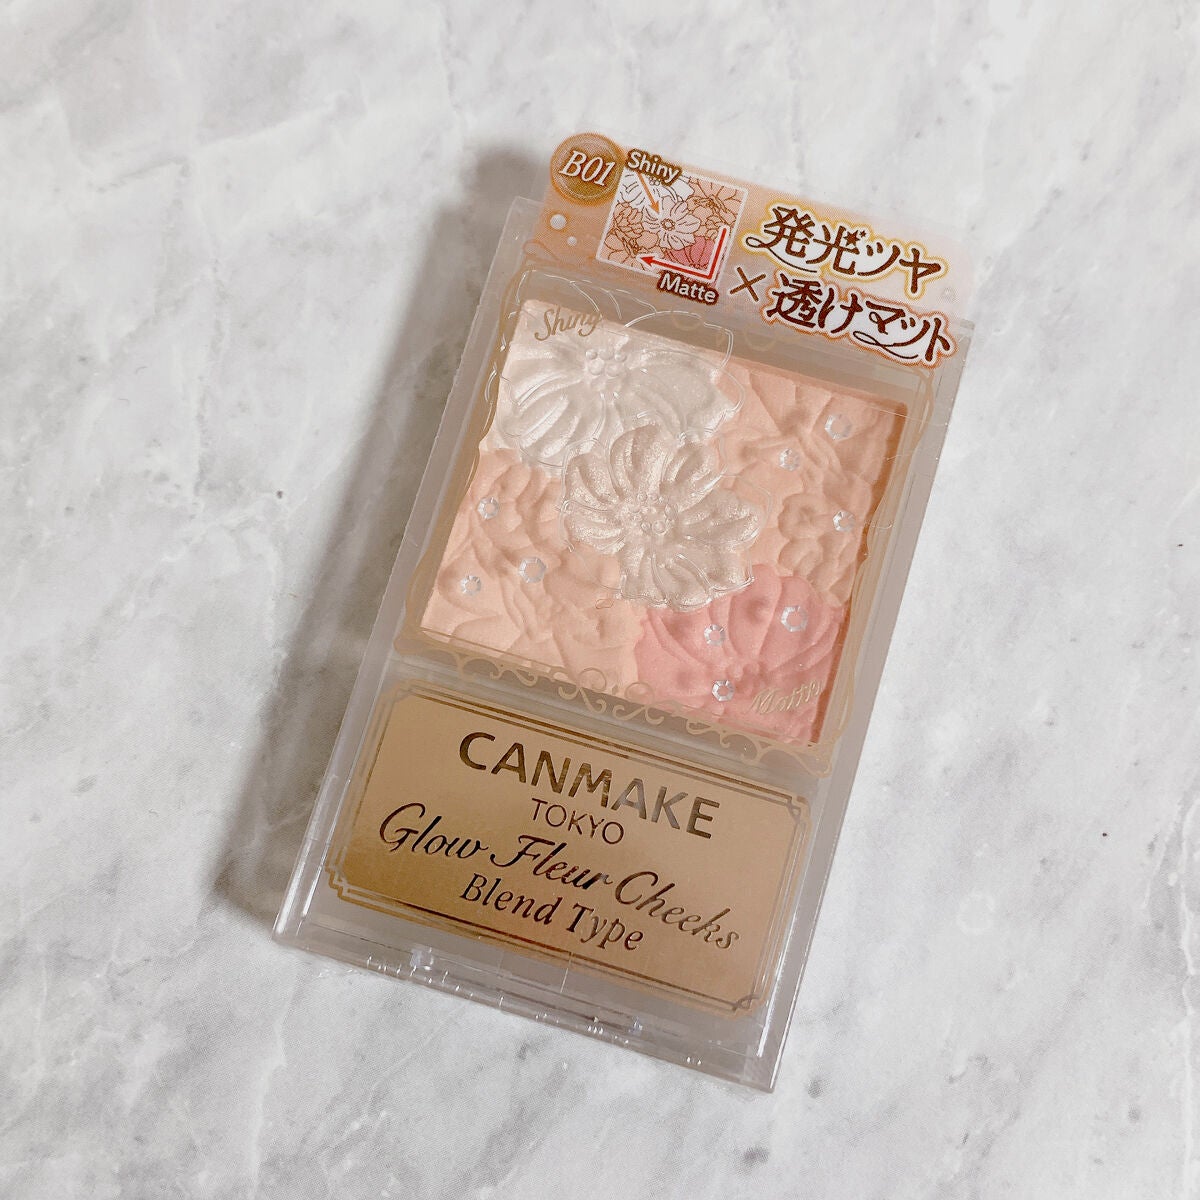 B01
Shiny
Matte
発光ツヤ
×透けマット
Shiny
Matte
CANMAKE
TOKYO
Glow Fleur Cheeks
Blend Type